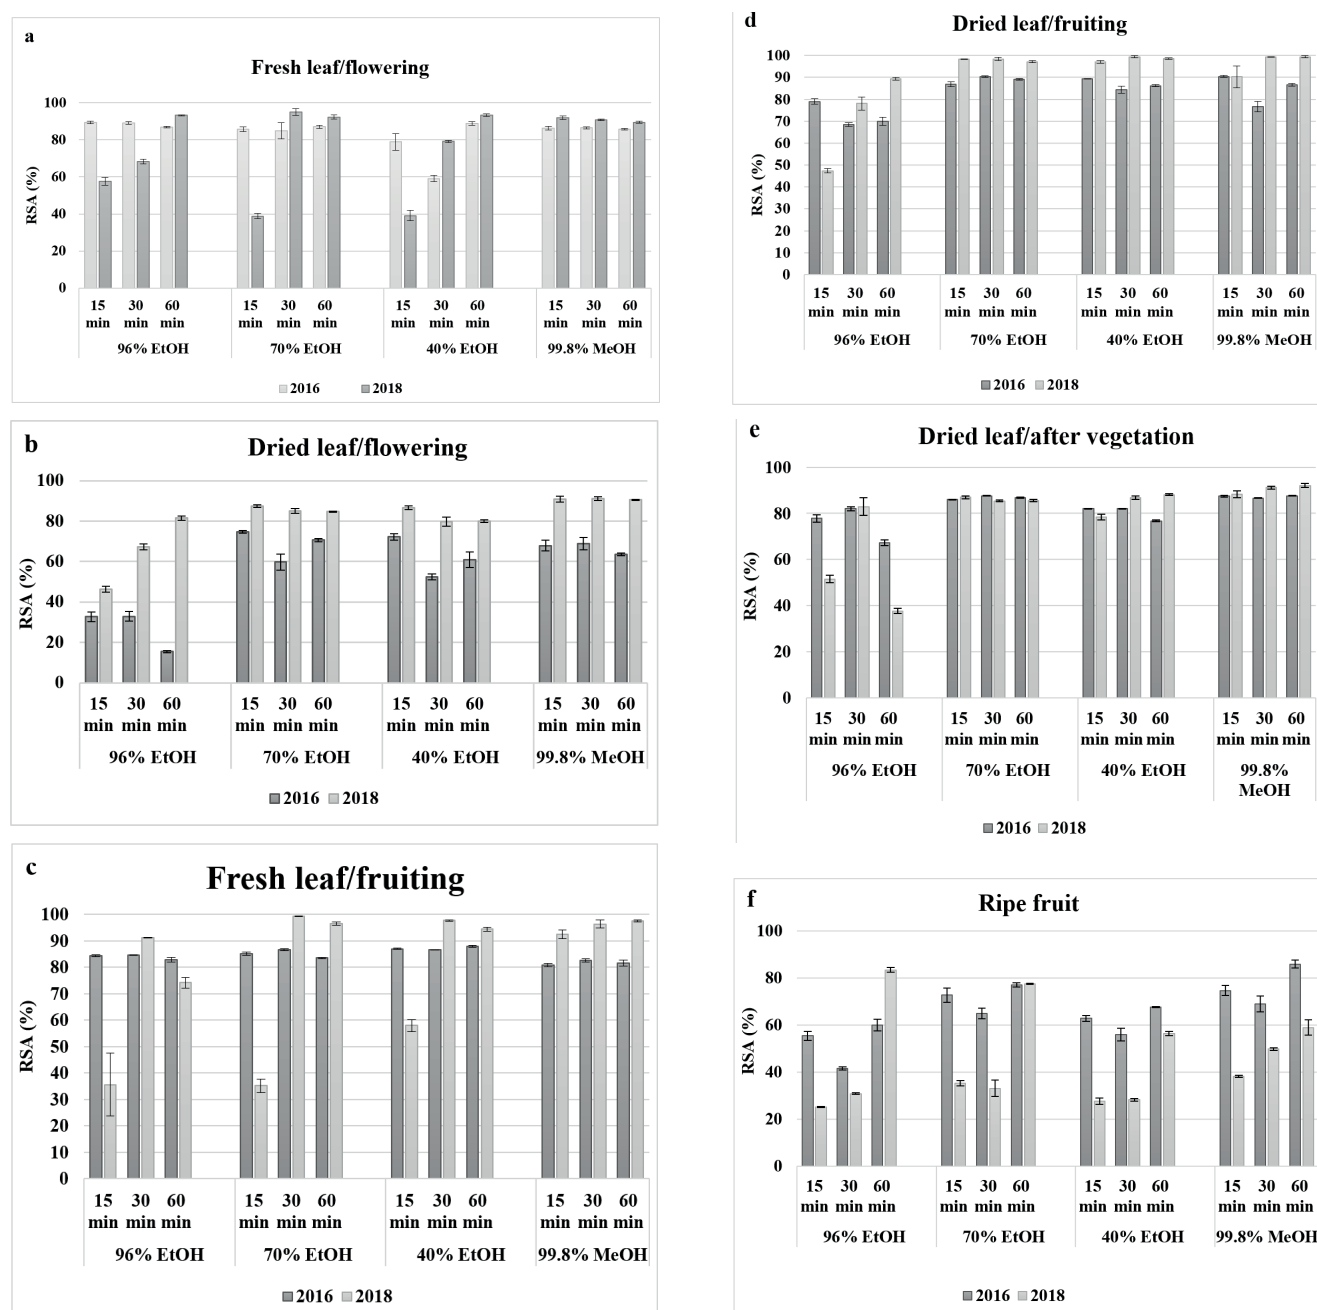 a
Fresh leaf/flowering
RSA (%)
100
80
60
40
20
0
15 30 60 15 30 60 15 30 60 15 30 60
min min min min min min min min min min min min
96% EtOH 70% EtOH 40% EtOH 99.8% MeOH
2016 2018
b
Dried leaf/flowering
RSA (%)
100
80
60
40
20
0
15 30 60 15 30 60 15 30 60 15 30 60
min min min min min min min min min min min min
96% EtOH 70% EtOH 40% EtOH 99.8% MeOH
2016 2018
c
Fresh leaf/fruiting
RSA (%)
100
90
80
70
60
50
40
30
20
10
0
15 30 60 15 30 60 15 30 60 15 30 60
min min min min min min min min min min min min
96% EtOH 70% EtOH 40% EtOH 99.8% MeOH
2016 2018
d
Dried leaf/fruiting
RSA (%)
100
90
80
70
60
50
40
30
20
10
0
15 30 60 15 30 60 15 30 60 15 30 60
min min min min min min min min min min min min
96% EtOH 70% EtOH 40% EtOH 99.8% MeOH
2016 2018
e
Dried leaf/after vegetation
RSA (%)
100
80
60
40
20
0
15 30 60 15 30 60 15 30 60 15 30 60
min min min min min min min min min min min min
96% EtOH 70% EtOH 40% EtOH 99.8%
MeOH
2016 2018
f
Ripe fruit
RSA (%)
100
80
60
40
20
0
15 30 60 15 30 60 15 30 60 15 30 60
min min min min min min min min min min min min
96% EtOH 70% EtOH 40% EtOH 99.8% MeOH
2016 2018